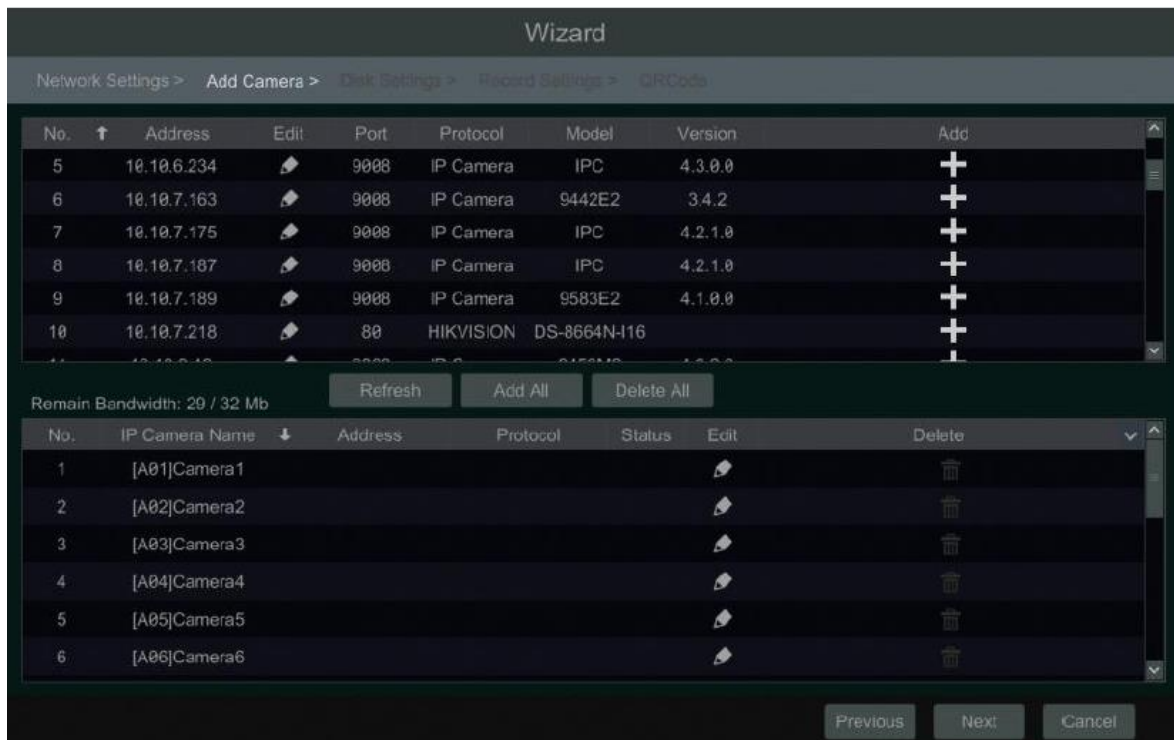 Wizard
Network Settings > Add Camera > Disk Settings > Record Settings > QRCode
No. Address Edit Port Protocol Model Version Add
5 10.10.6.234 9008 IP Camera IPC 4.3.0.0
6 10.10.7.163 9008 IP Camera 9442E2 3.4.2
7 10.10.7.175 9008 IP Camera IPC 4.2.1.0
8 10.10.7.187 9008 IP Camera IPC 4.2.1.0
9 10.10.7.189 9008 IP Camera 9583E2 4.1.0.0
10 10.10.7.218 80 HIKVISION DS-8664N-I16
Refresh Add All Delete All
Remain Bandwidth: 29 / 32 Mb
No. IP Camera Name Address Protocol Status Edit Delete
1 [A01]Camera1
2 [A02]Camera2
3 [A03]Camera3
4 [A04]Camera4
5 [A05]Camera5
6 [A06]Camera6
Previous Next Cancel